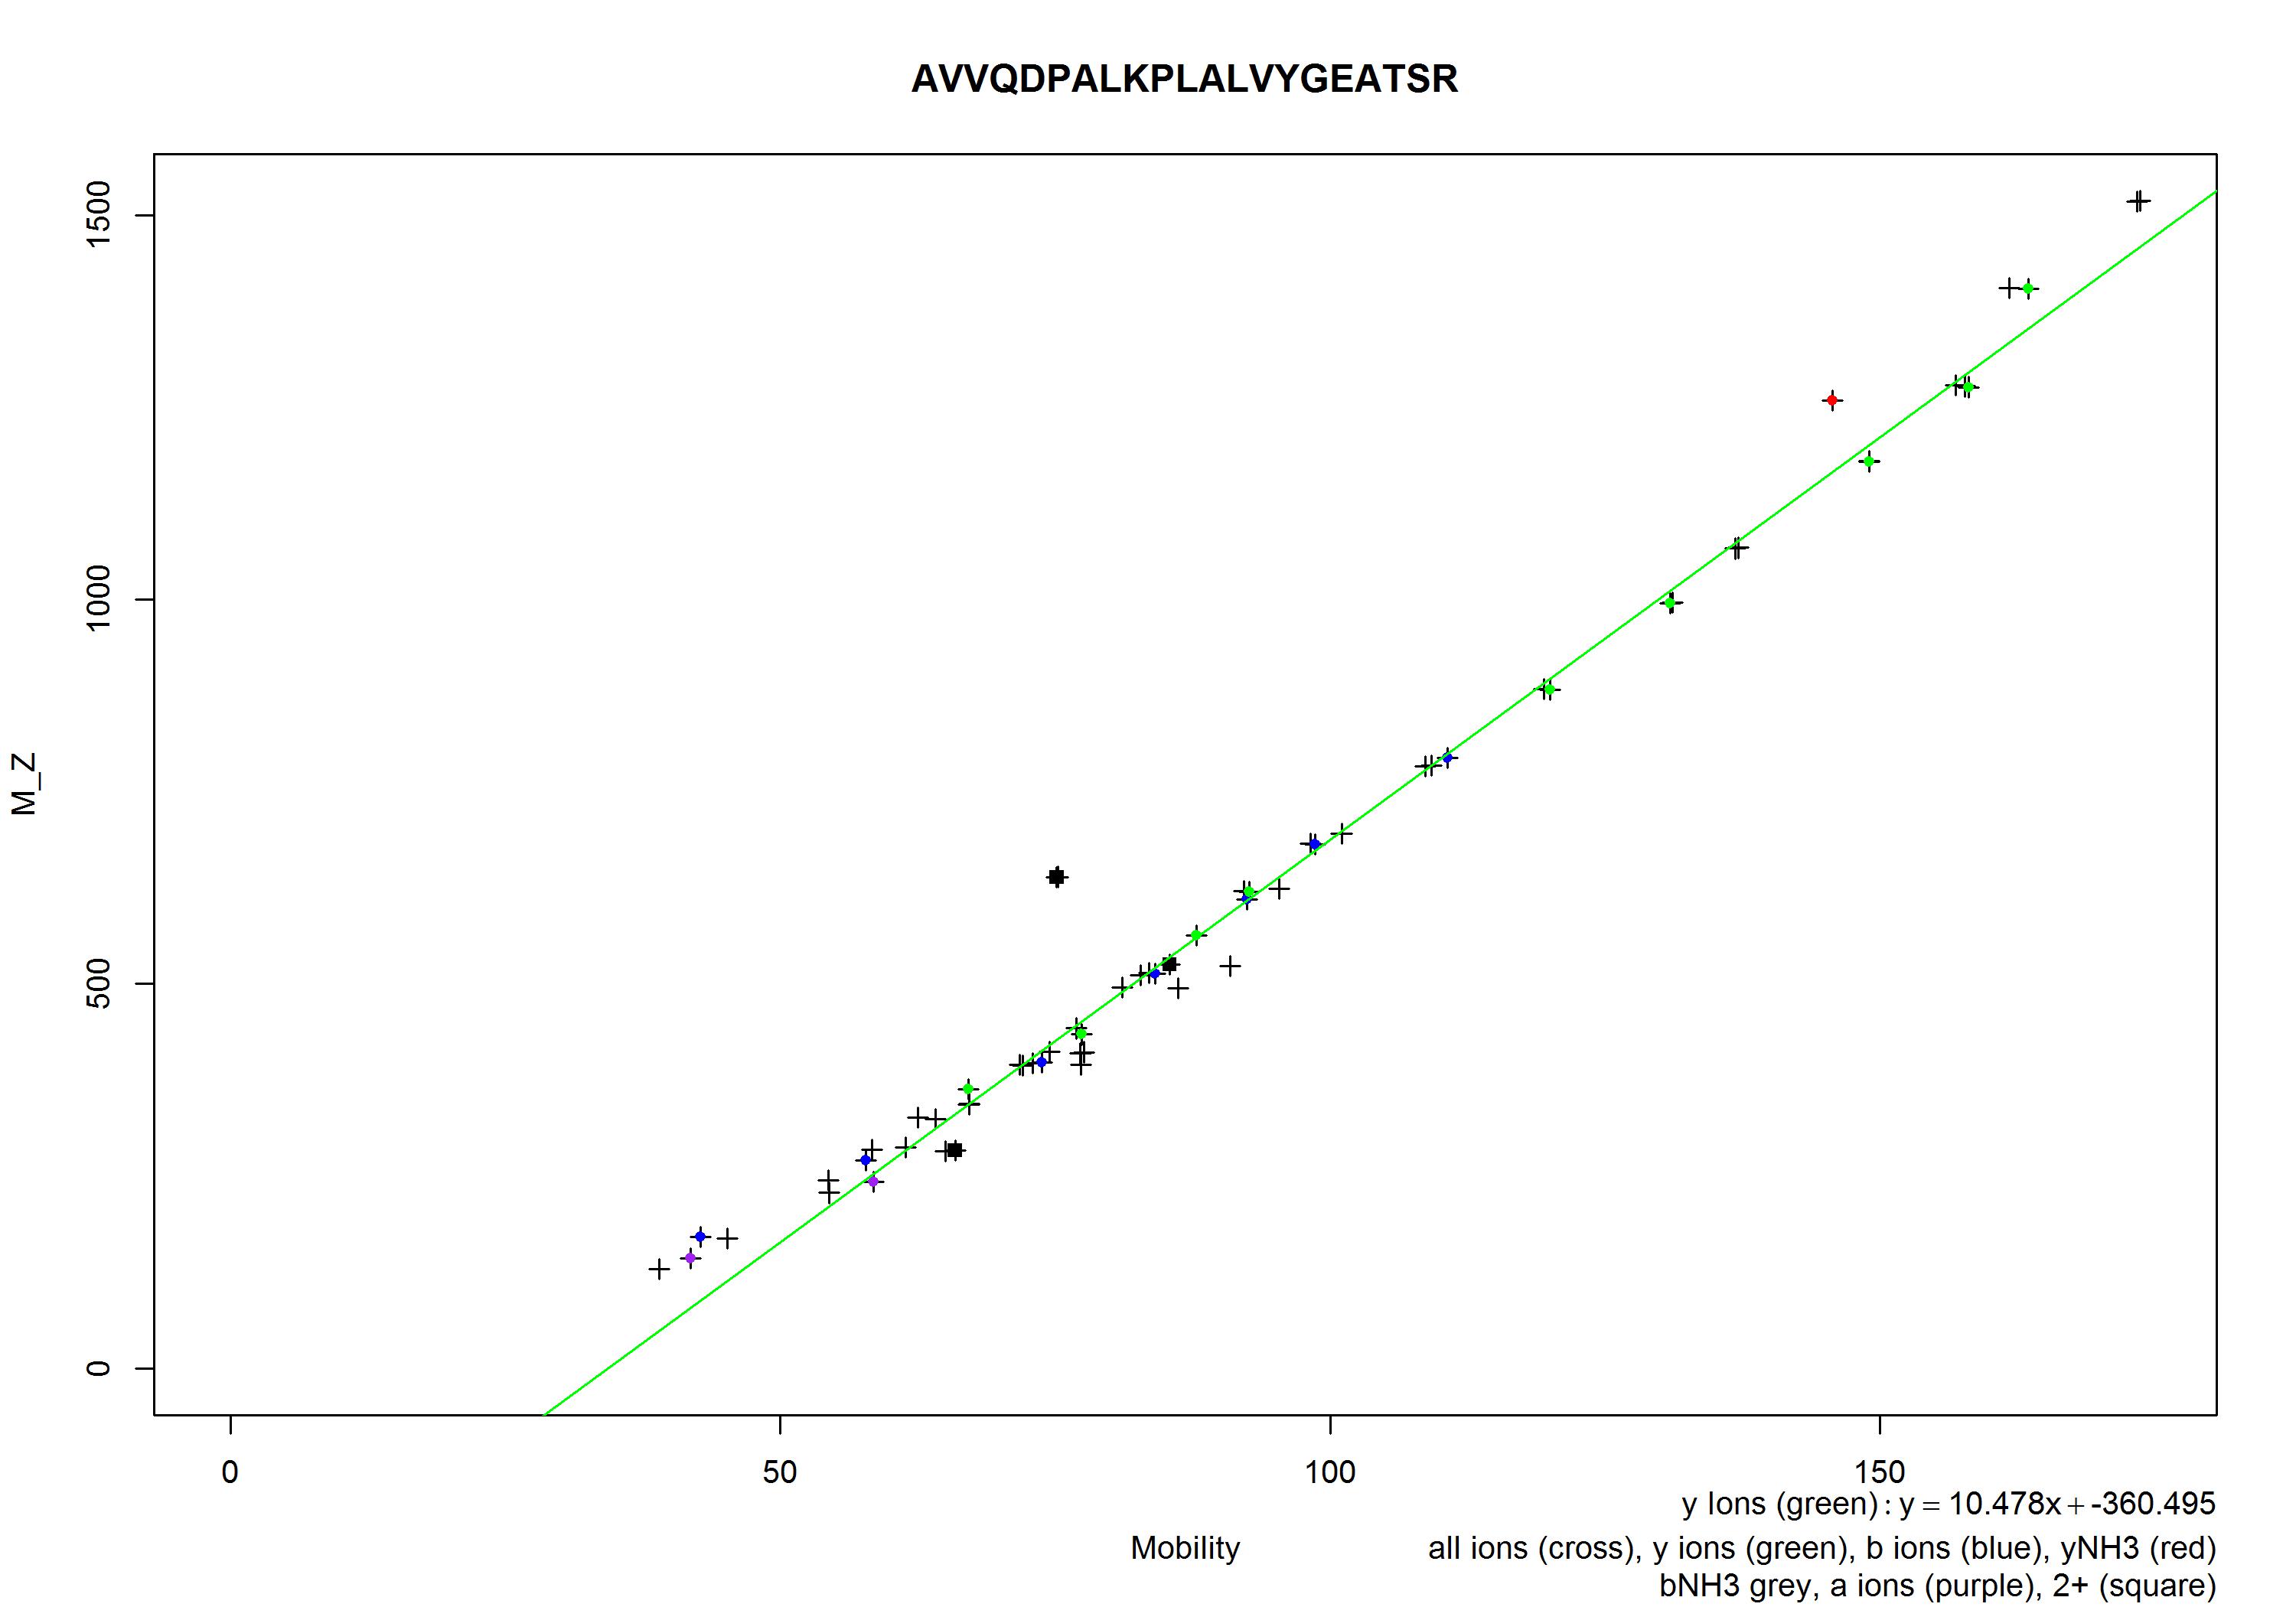 AVVQDPALKPLALVYGEATSR
1500
1000
500
0
M_Z
0 50 100 150
y Ions (green) : y = 10.478x + -360.495
Mobility all ions (cross), y ions (green), b ions (blue), yNH3 (red)
bNH3 grey, a ions (purple), 2+ (square)